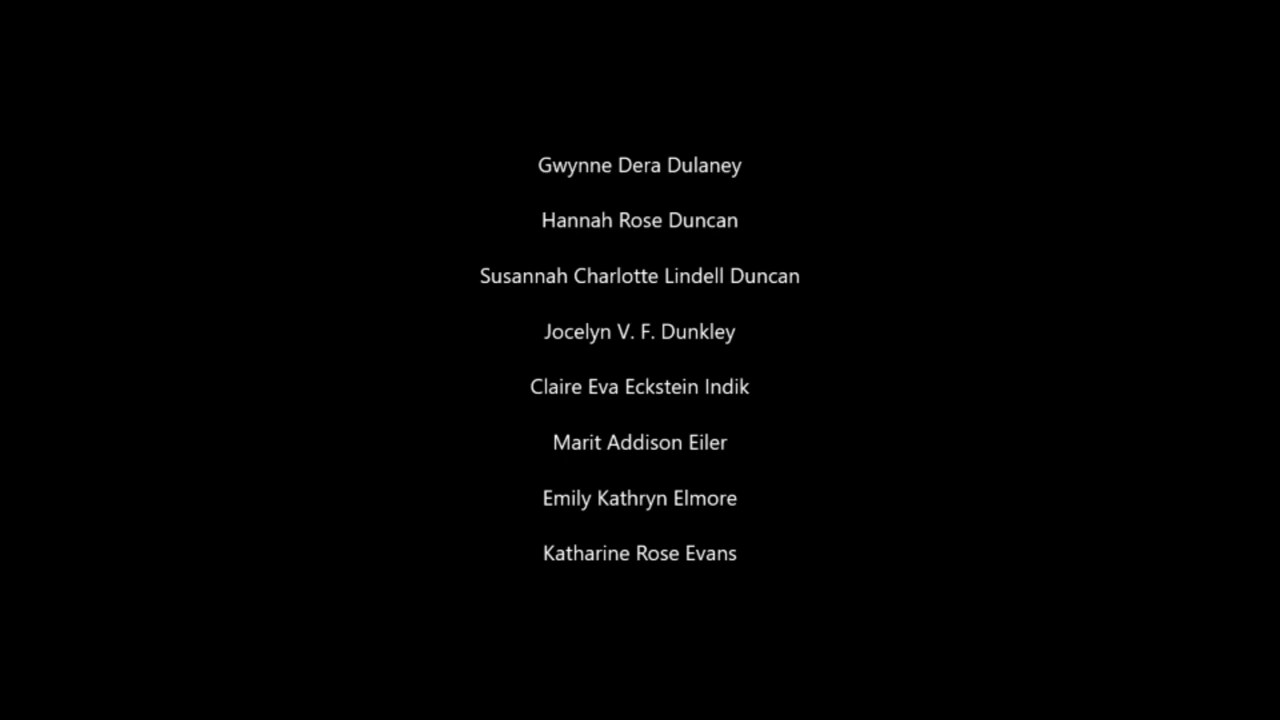 Gwynne Dera Dulaney
Hannah Rose Duncan
Susannah Charlotte Lindell Duncan
Jocelyn V. F. Dunkley
Claire Eva Eckstein Indik
Marit Addison Eiler
Emily Kathryn Elmore
Katharine Rose Evans